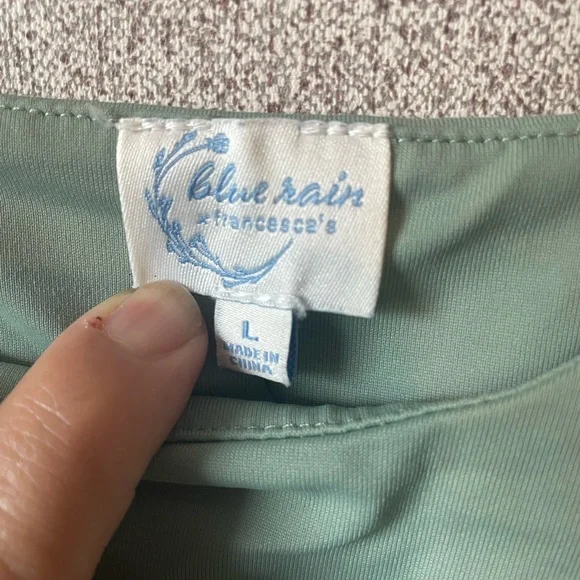 blue rain
x francesca's
L
MADE IN
CHINA